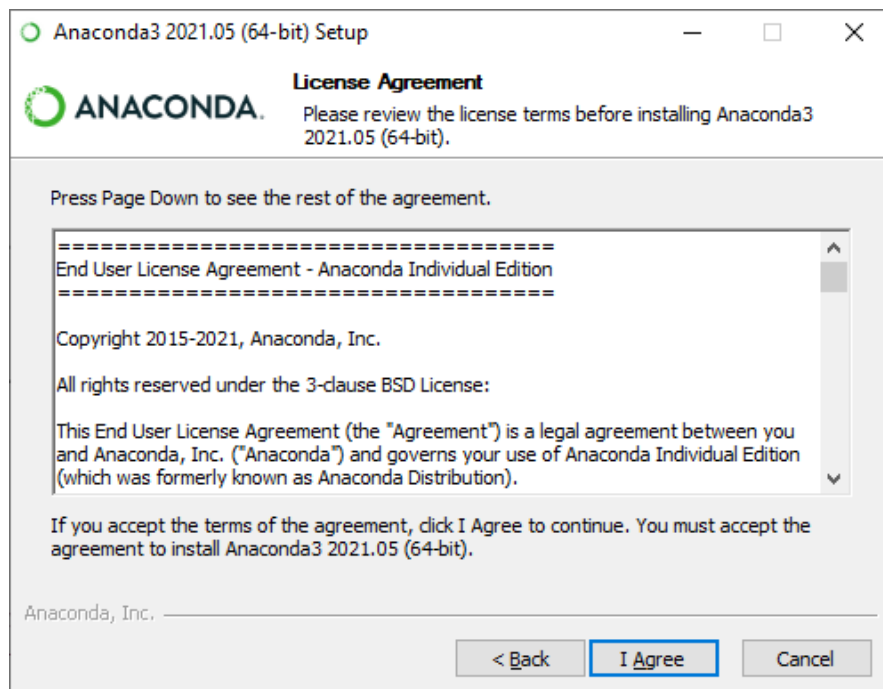 Anaconda3 2021.05 (64-bit) Setup
ANACONDA.
License Agreement
Please review the license terms before installing Anaconda3
2021.05 (64-bit).
Press Page Down to see the rest of the agreement.
===================================
End User License Agreement - Anaconda Individual Edition
===================================
Copyright 2015-2021, Anaconda, Inc.
All rights reserved under the 3-clause BSD License:
This End User License Agreement (the "Agreement") is a legal agreement between you
and Anaconda, Inc. ("Anaconda") and governs your use of Anaconda Individual Edition
(which was formerly known as Anaconda Distribution).
If you accept the terms of the agreement, click I Agree to continue. You must accept the
agreement to install Anaconda3 2021.05 (64-bit).
Anaconda, Inc.
< Back
I Agree
Cancel